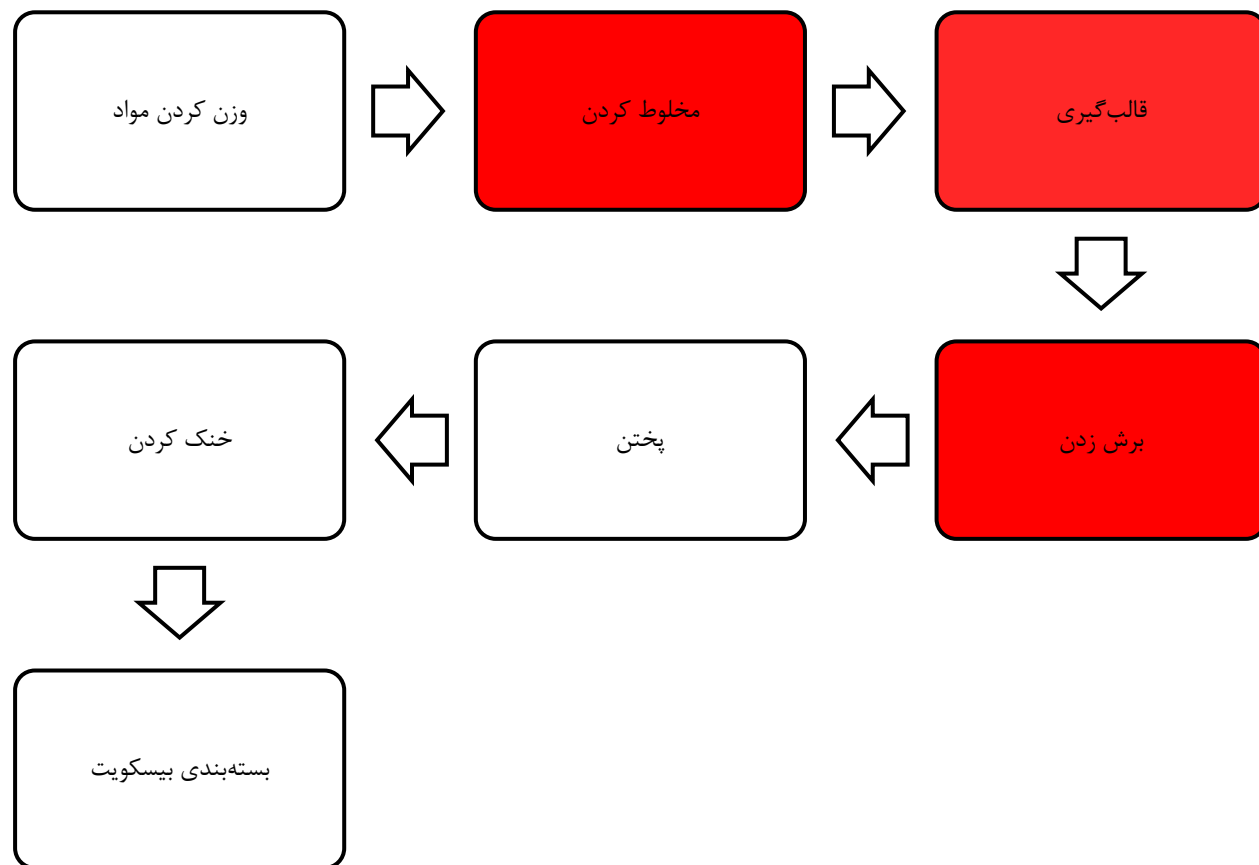 وزن کردن مواد
مخلوط کردن
قالب‌گیری
برش زدن
پختن
خنک کردن
بسته‌بندی بیسکویت